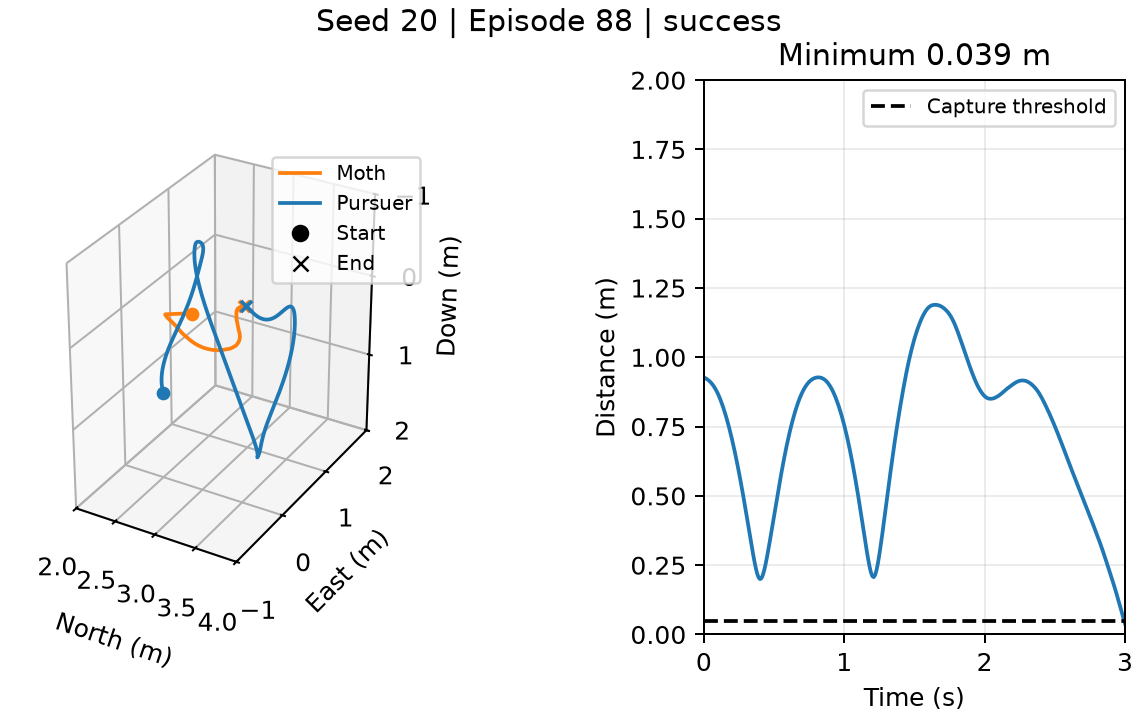 Seed 20 | Episode 88 | success
Moth
Pursuer
Start
End
−1
0
1
2
Down (m)
2
1
0
−1
East (m)
2.0
2.5
3.0
3.5
4.0
North (m)
Minimum 0.039 m
Capture threshold
2.00
1.75
1.50
1.25
1.00
0.75
0.50
0.25
0.00
Distance (m)
0
1
2
3
Time (s)